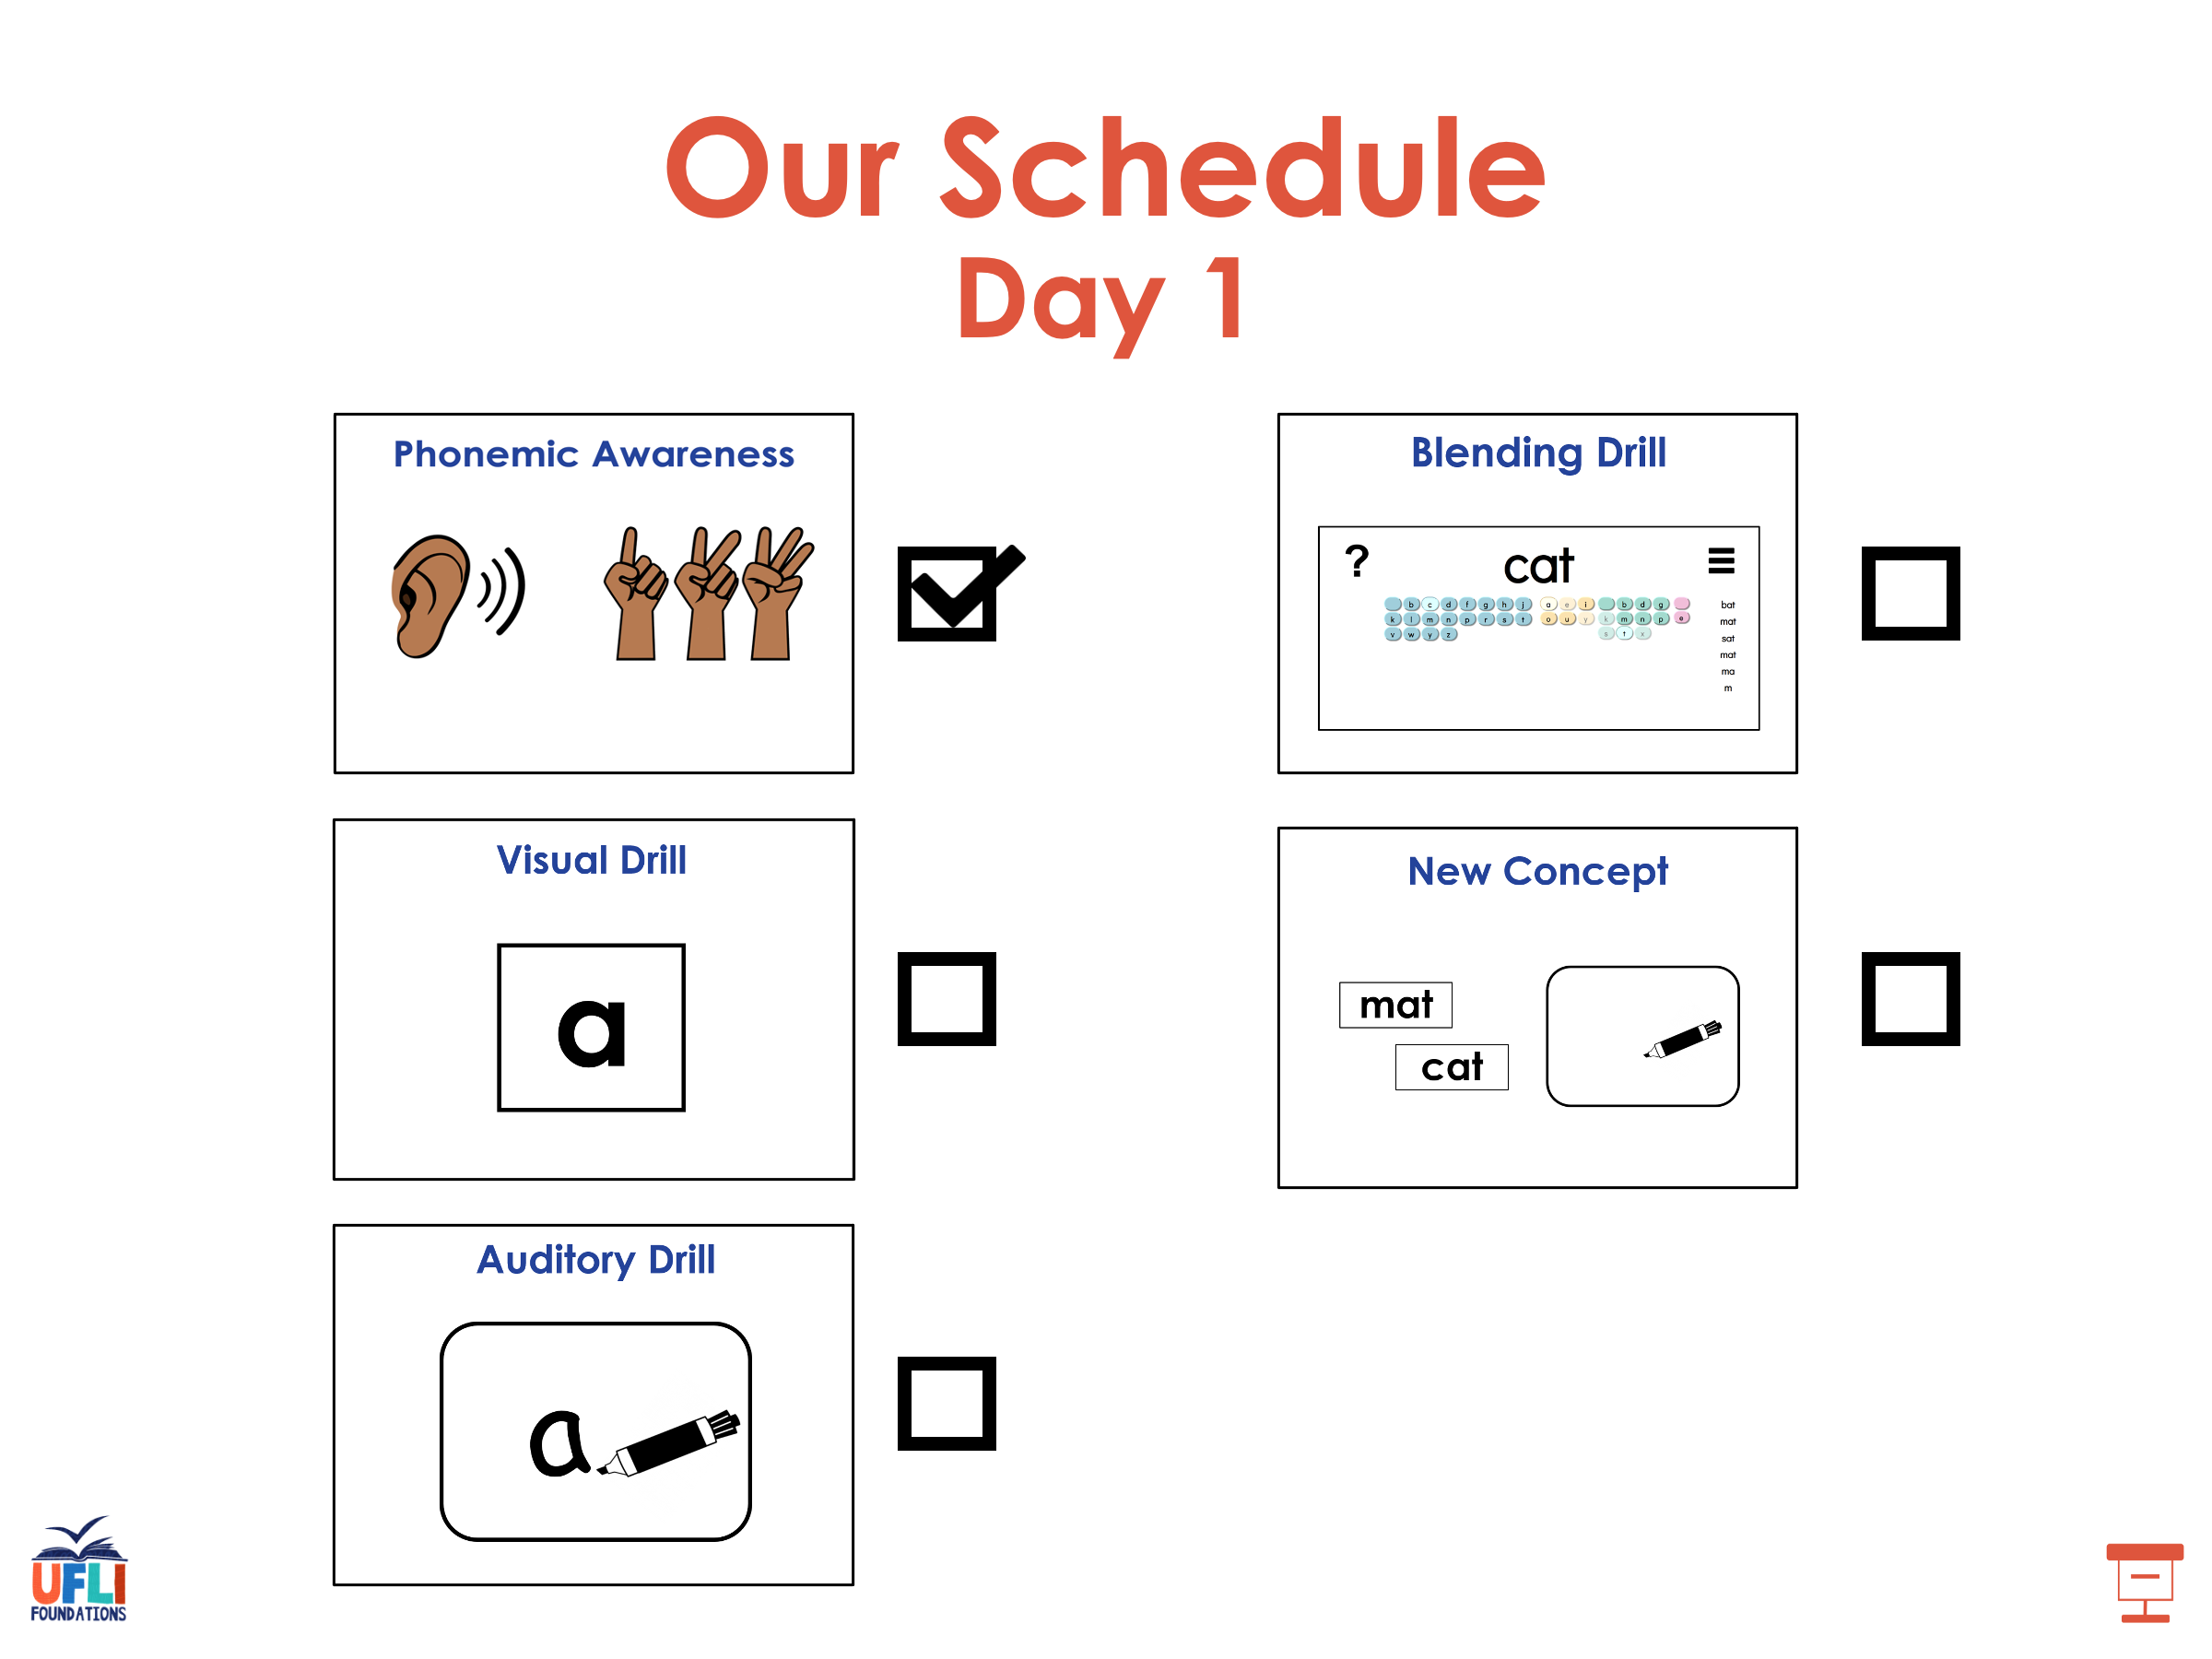 Our Schedule
Day 1
Phonemic Awareness
Visual Drill
a
Auditory Drill
a
Blending Drill
?
cat
b c d f g h j a e i b d g
k l m n p r s t o u y k m n p e
v w y z s t x
bat
mat
sat
mat
ma
m
New Concept
mat
cat
UFLI
FOUNDATIONS